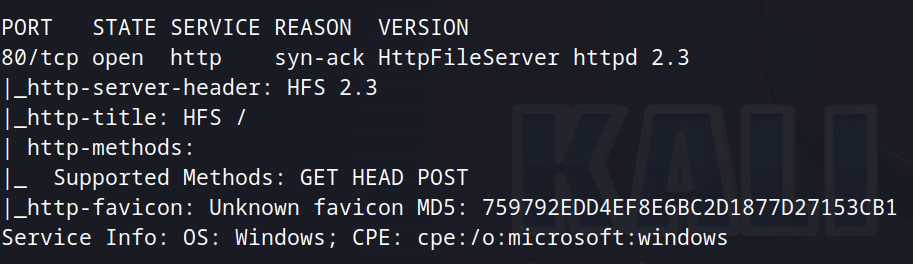 PORT   STATE SERVICE REASON  VERSION
80/tcp open  http    syn-ack HttpFileServer httpd 2.3
|_http-server-header: HFS 2.3
|_http-title: HFS /
| http-methods:
|_  Supported Methods: GET HEAD POST
|_http-favicon: Unknown favicon MD5: 759792EDD4EF8E6BC2D1877D27153CB1
Service Info: OS: Windows; CPE: cpe:/o:microsoft:windows
KALI